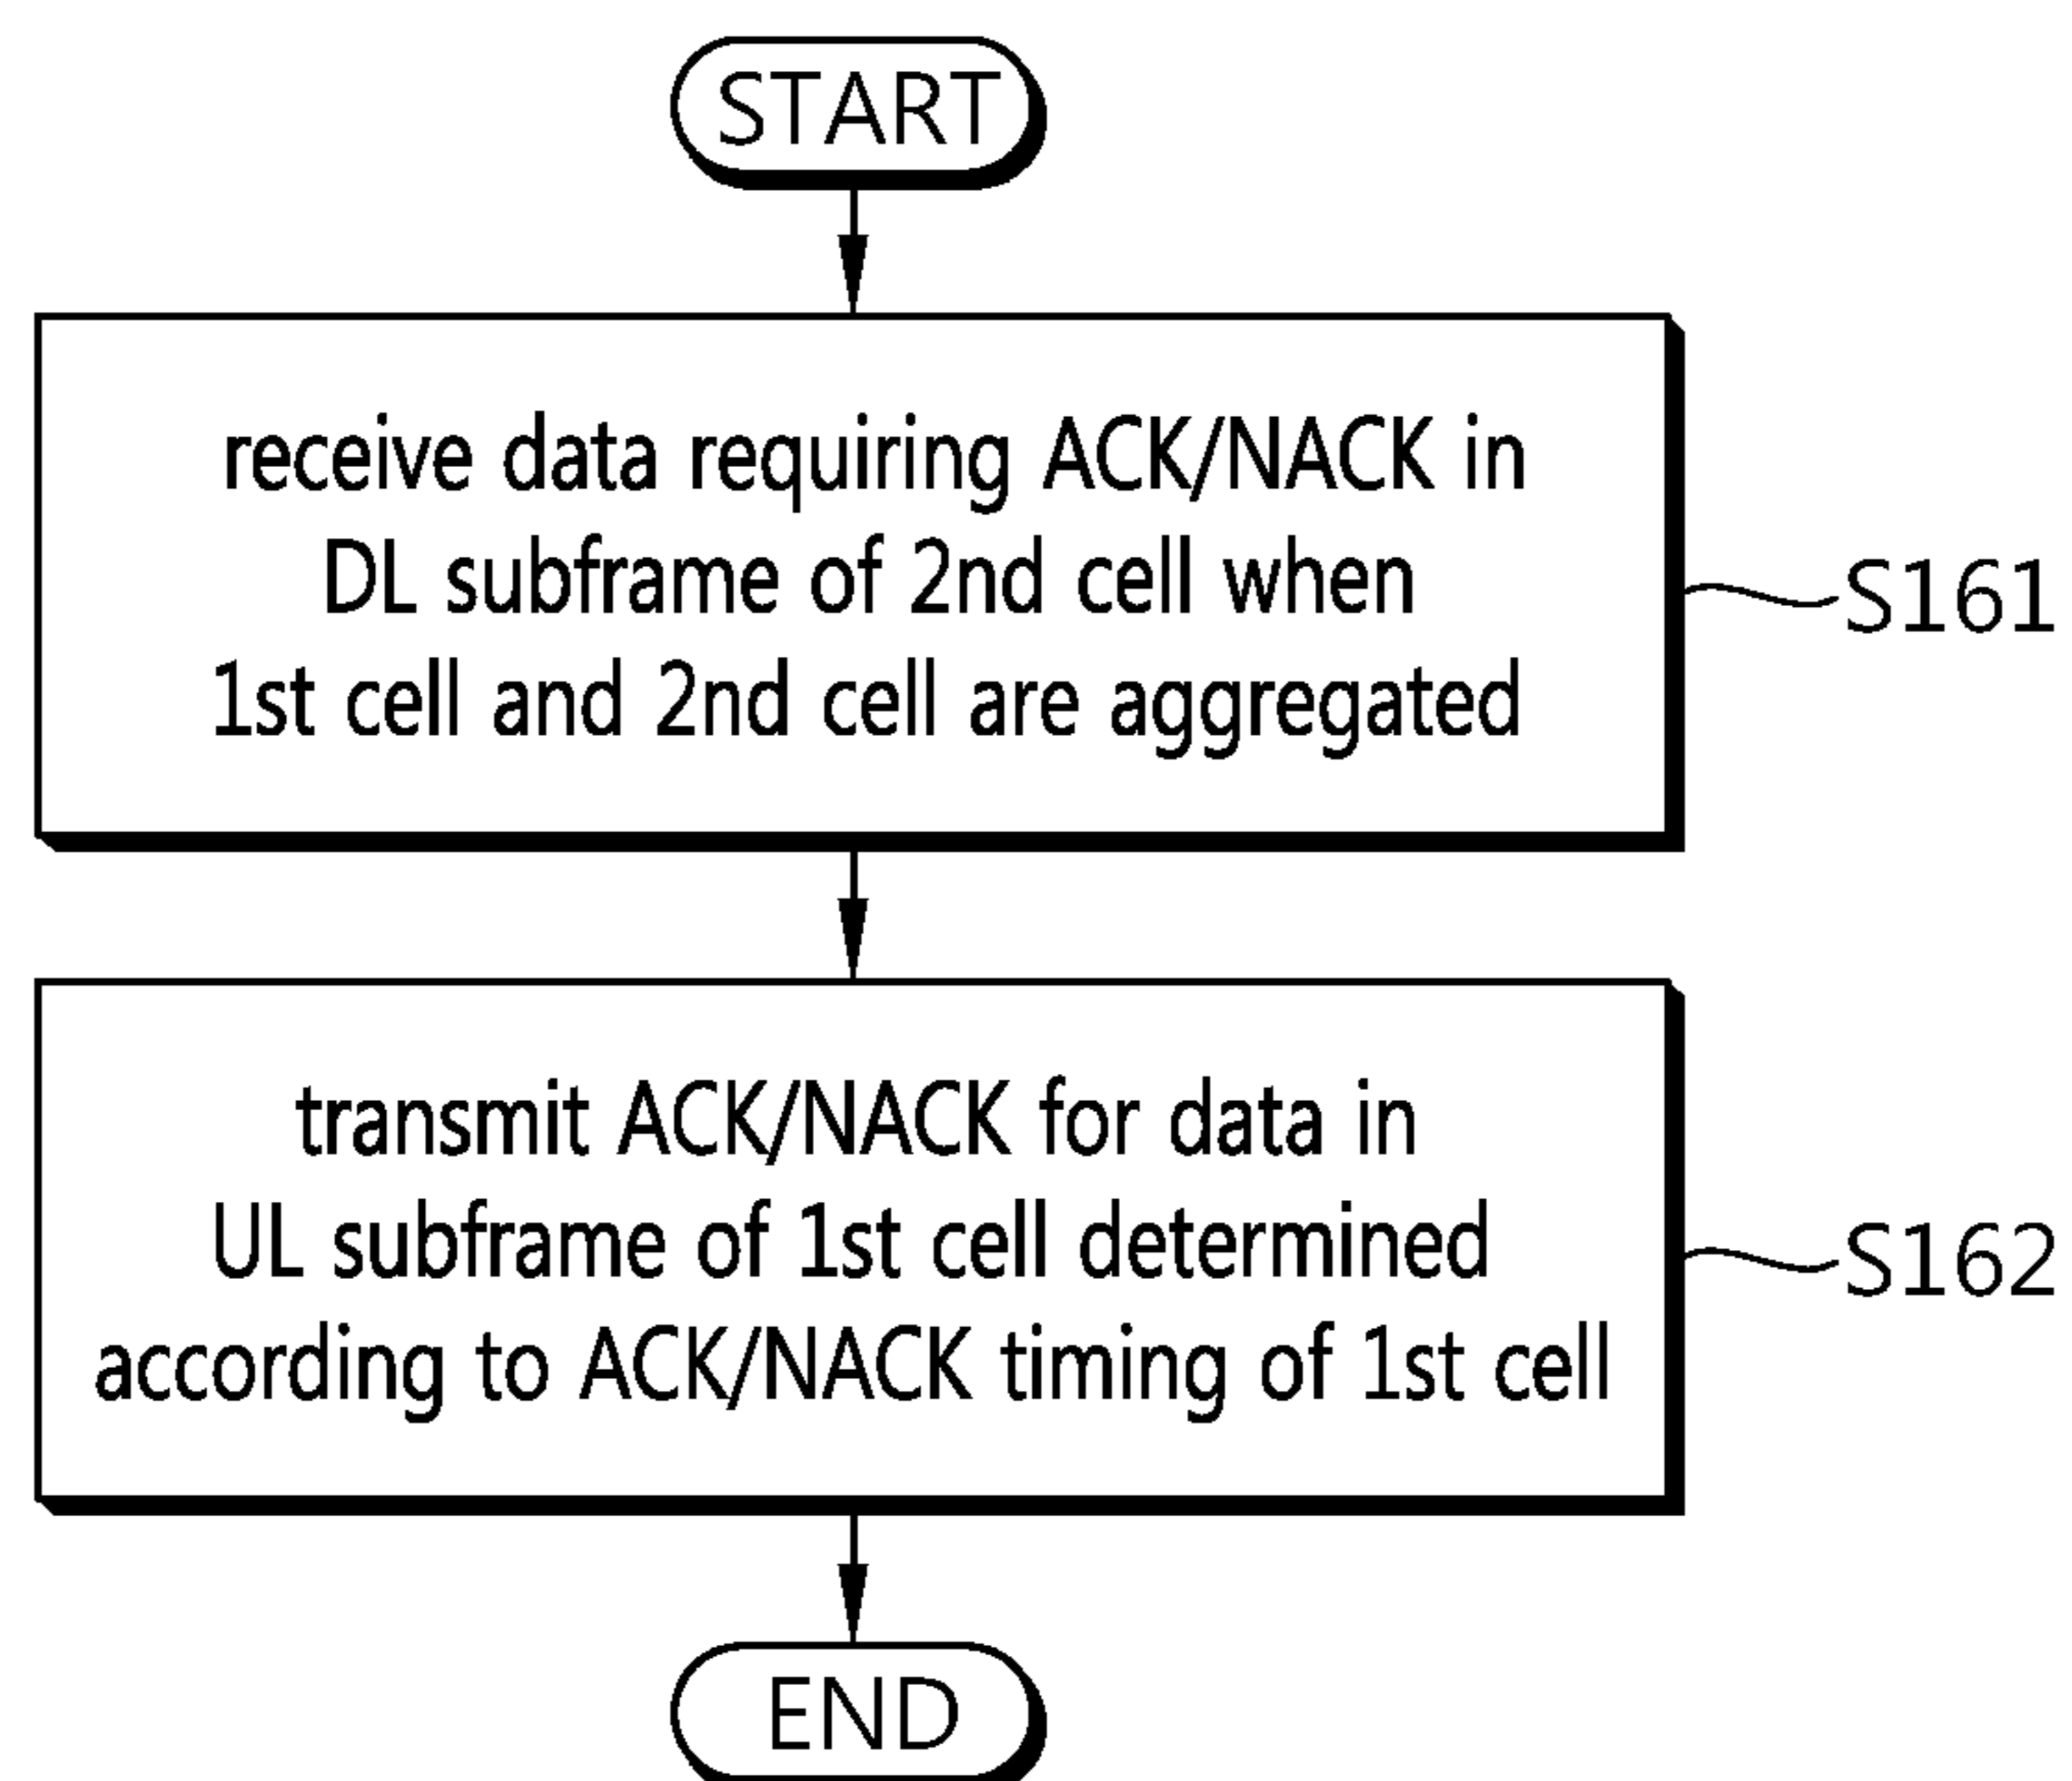 START
receive data requiring ACK/NACK in
DL subframe of 2nd cell when
1st cell and 2nd cell are aggregated
S161
transmit ACK/NACK for data in
UL subframe of 1st cell determined
according to ACK/NACK timing of 1st cell
S162
END